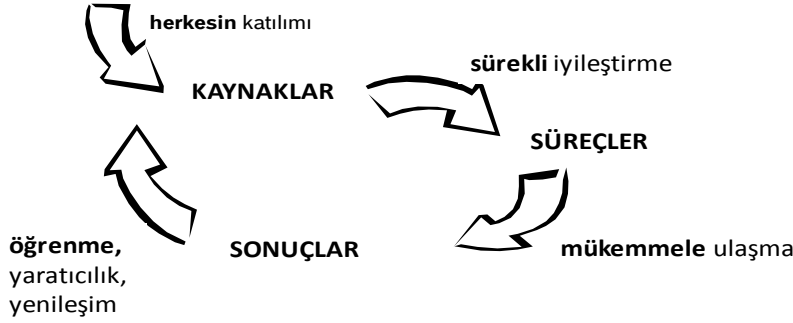 herkesin katılımı
sürekli iyileştirme
KAYNAKLAR
SÜREÇLER
öğrenme,
yaratıcılık,
yenileşim
SONUÇLAR
mükemmele ulaşma